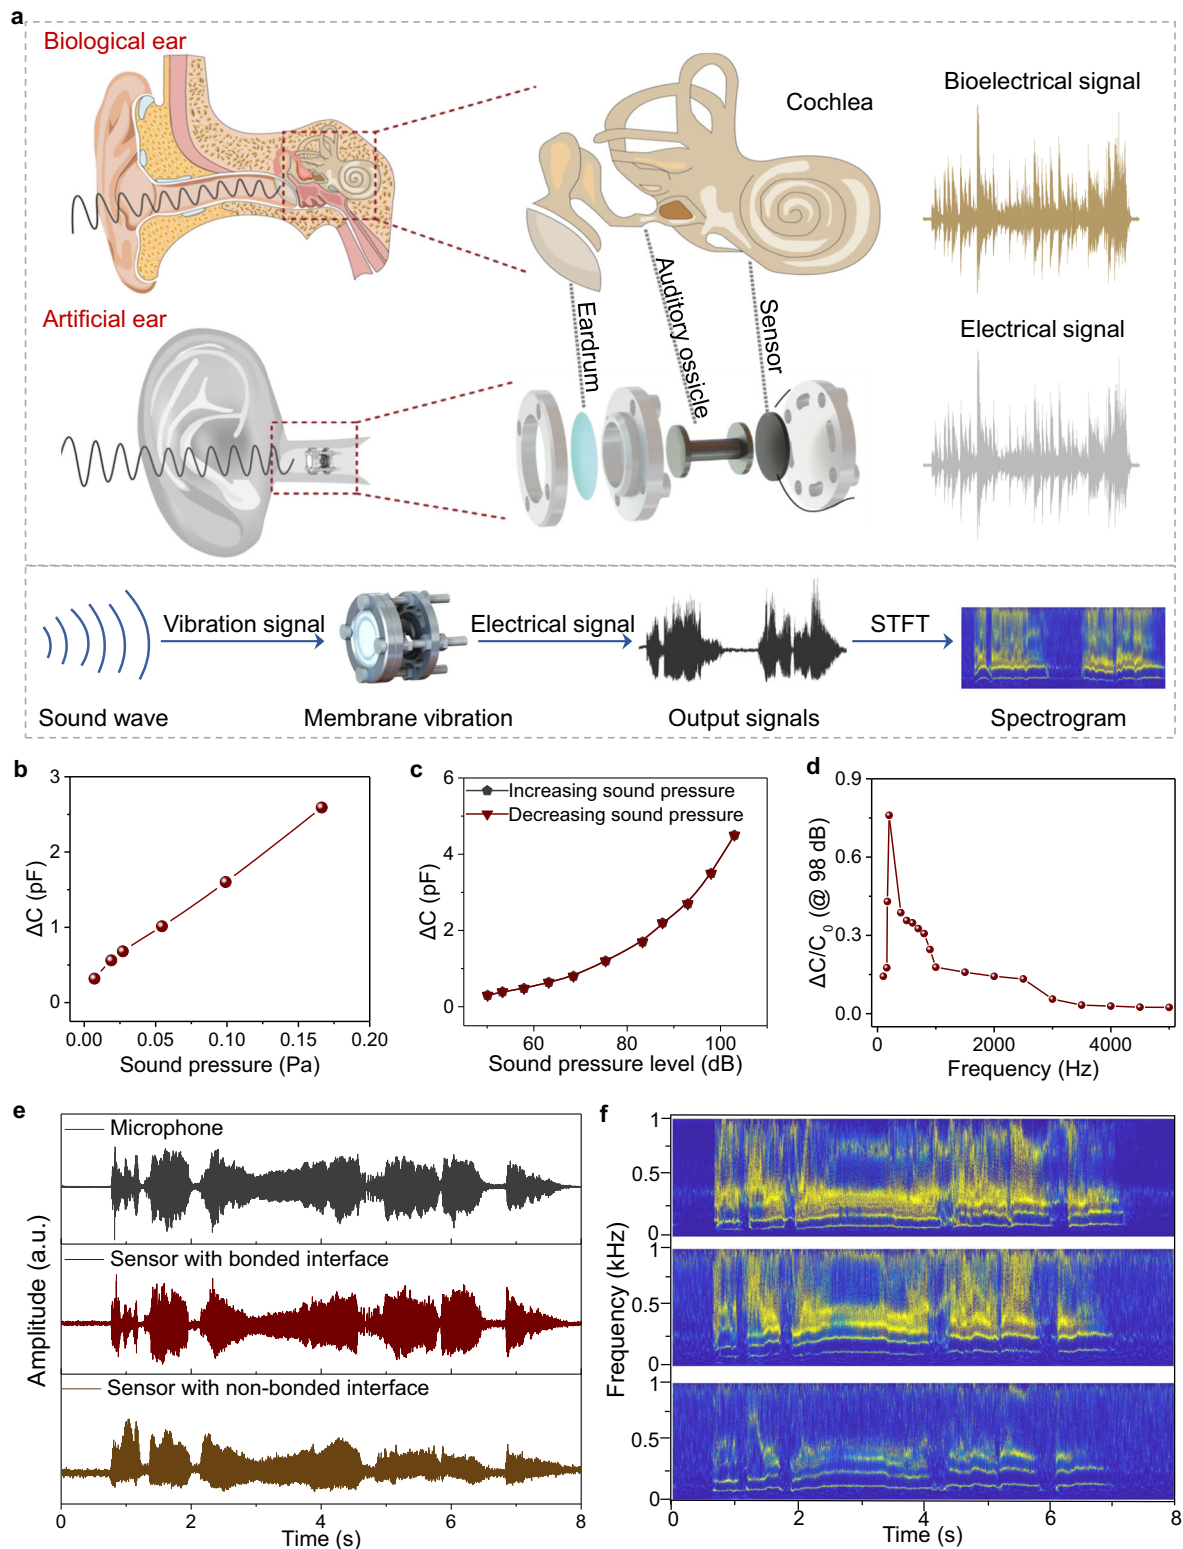 a
Biological ear
Cochlea
Bioelectrical signal
Eardrum
Auditory ossicle
Sensor
Artificial ear
Electrical signal
Vibration signal
Electrical signal
STFT
Sound wave
Membrane vibration
Output signals
Spectrogram
b
3
2
1
0
ΔC (pF)
0.00 0.05 0.10 0.15 0.20
Sound pressure (Pa)
c
6
4
2
0
ΔC (pF)
Increasing sound pressure
Decreasing sound pressure
60 80 100
Sound pressure level (dB)
d
0.9
0.6
0.3
0.0
ΔC/C0 (@ 98 dB)
0 2000 4000
Frequency (Hz)
e
Microphone
Sensor with bonded interface
Sensor with non-bonded interface
Amplitude (a.u.)
0 2 4 6 8
Time (s)
f
1
0.5
0
1
0.5
0
1
0.5
0
Frequency (kHz)
0 2 4 6 8
Time (s)